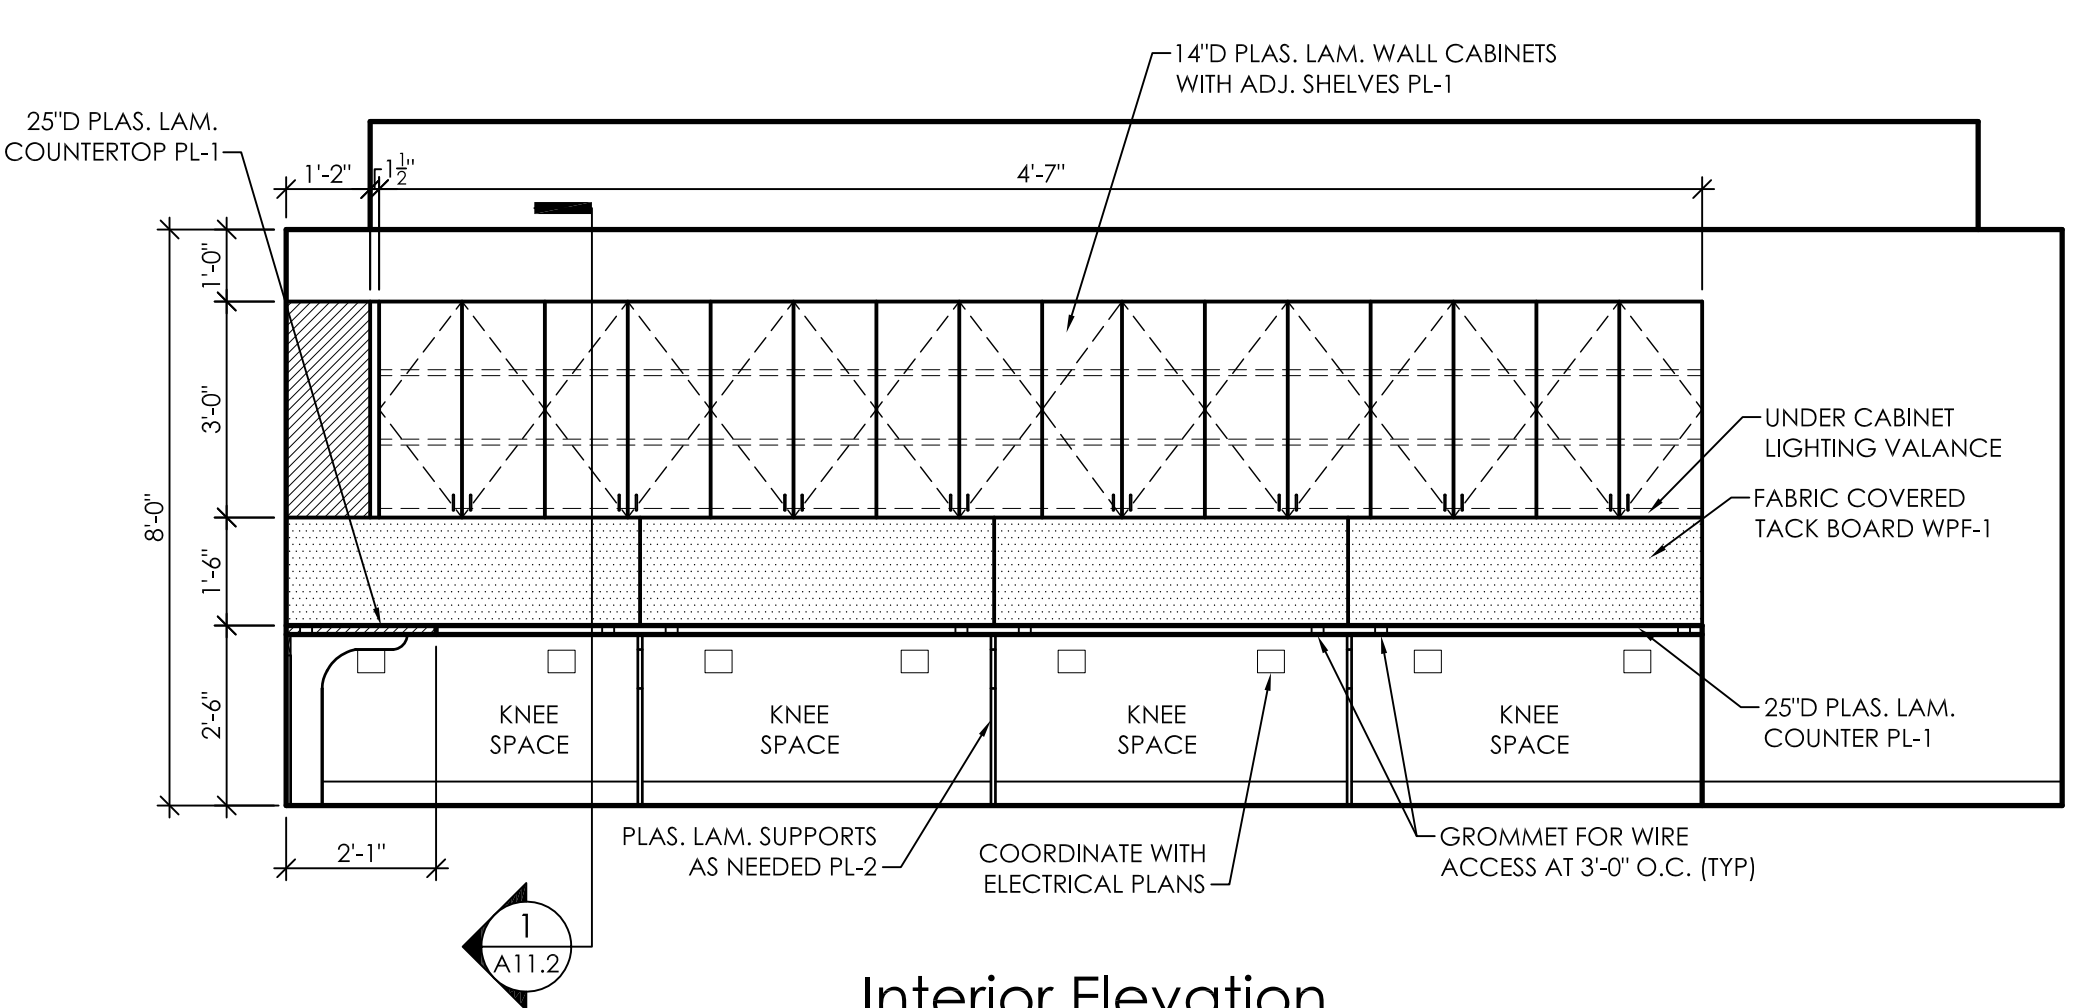 14"D PLAS. LAM. WALL CABINETS
WITH ADJ. SHELVES PL-1
25"D PLAS. LAM.
COUNTERTOP PL-1
1'-2"
1½"
4'-7"
1'-0"
3'-0"
8'-0"
1'-6"
2'-6"
UNDER CABINET
LIGHTING VALANCE
FABRIC COVERED
TACK BOARD WPF-1
KNEE
SPACE
KNEE
SPACE
KNEE
SPACE
KNEE
SPACE
25"D PLAS. LAM.
COUNTER PL-1
2'-1"
PLAS. LAM. SUPPORTS
AS NEEDED PL-2
COORDINATE WITH
ELECTRICAL PLANS
GROMMET FOR WIRE
ACCESS AT 3'-0" O.C. (TYP)
1
A11.2
Interior Elevation